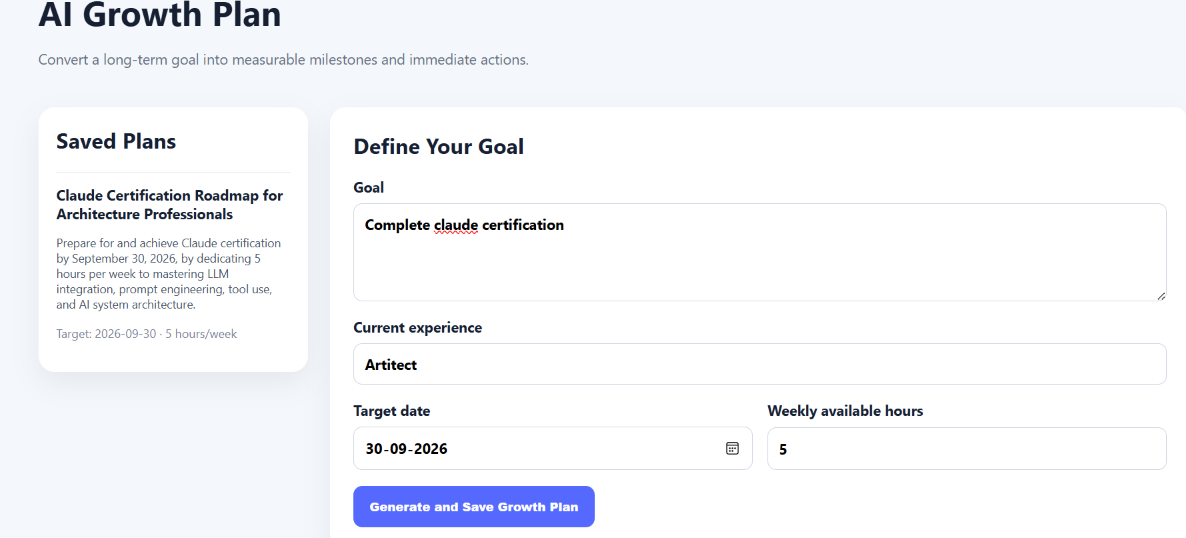 AI Growth Plan
Convert a long-term goal into measurable milestones and immediate actions.
Saved Plans
Claude Certification Roadmap for
Architecture Professionals
Prepare for and achieve Claude certification
by September 30, 2026, by dedicating 5
hours per week to mastering LLM
integration, prompt engineering, tool use,
and AI system architecture.
Target: 2026-09-30 · 5 hours/week
Define Your Goal
Goal
Complete claude certification
Current experience
Artitect
Target date
Weekly available hours
30-09-2026
5
Generate and Save Growth Plan